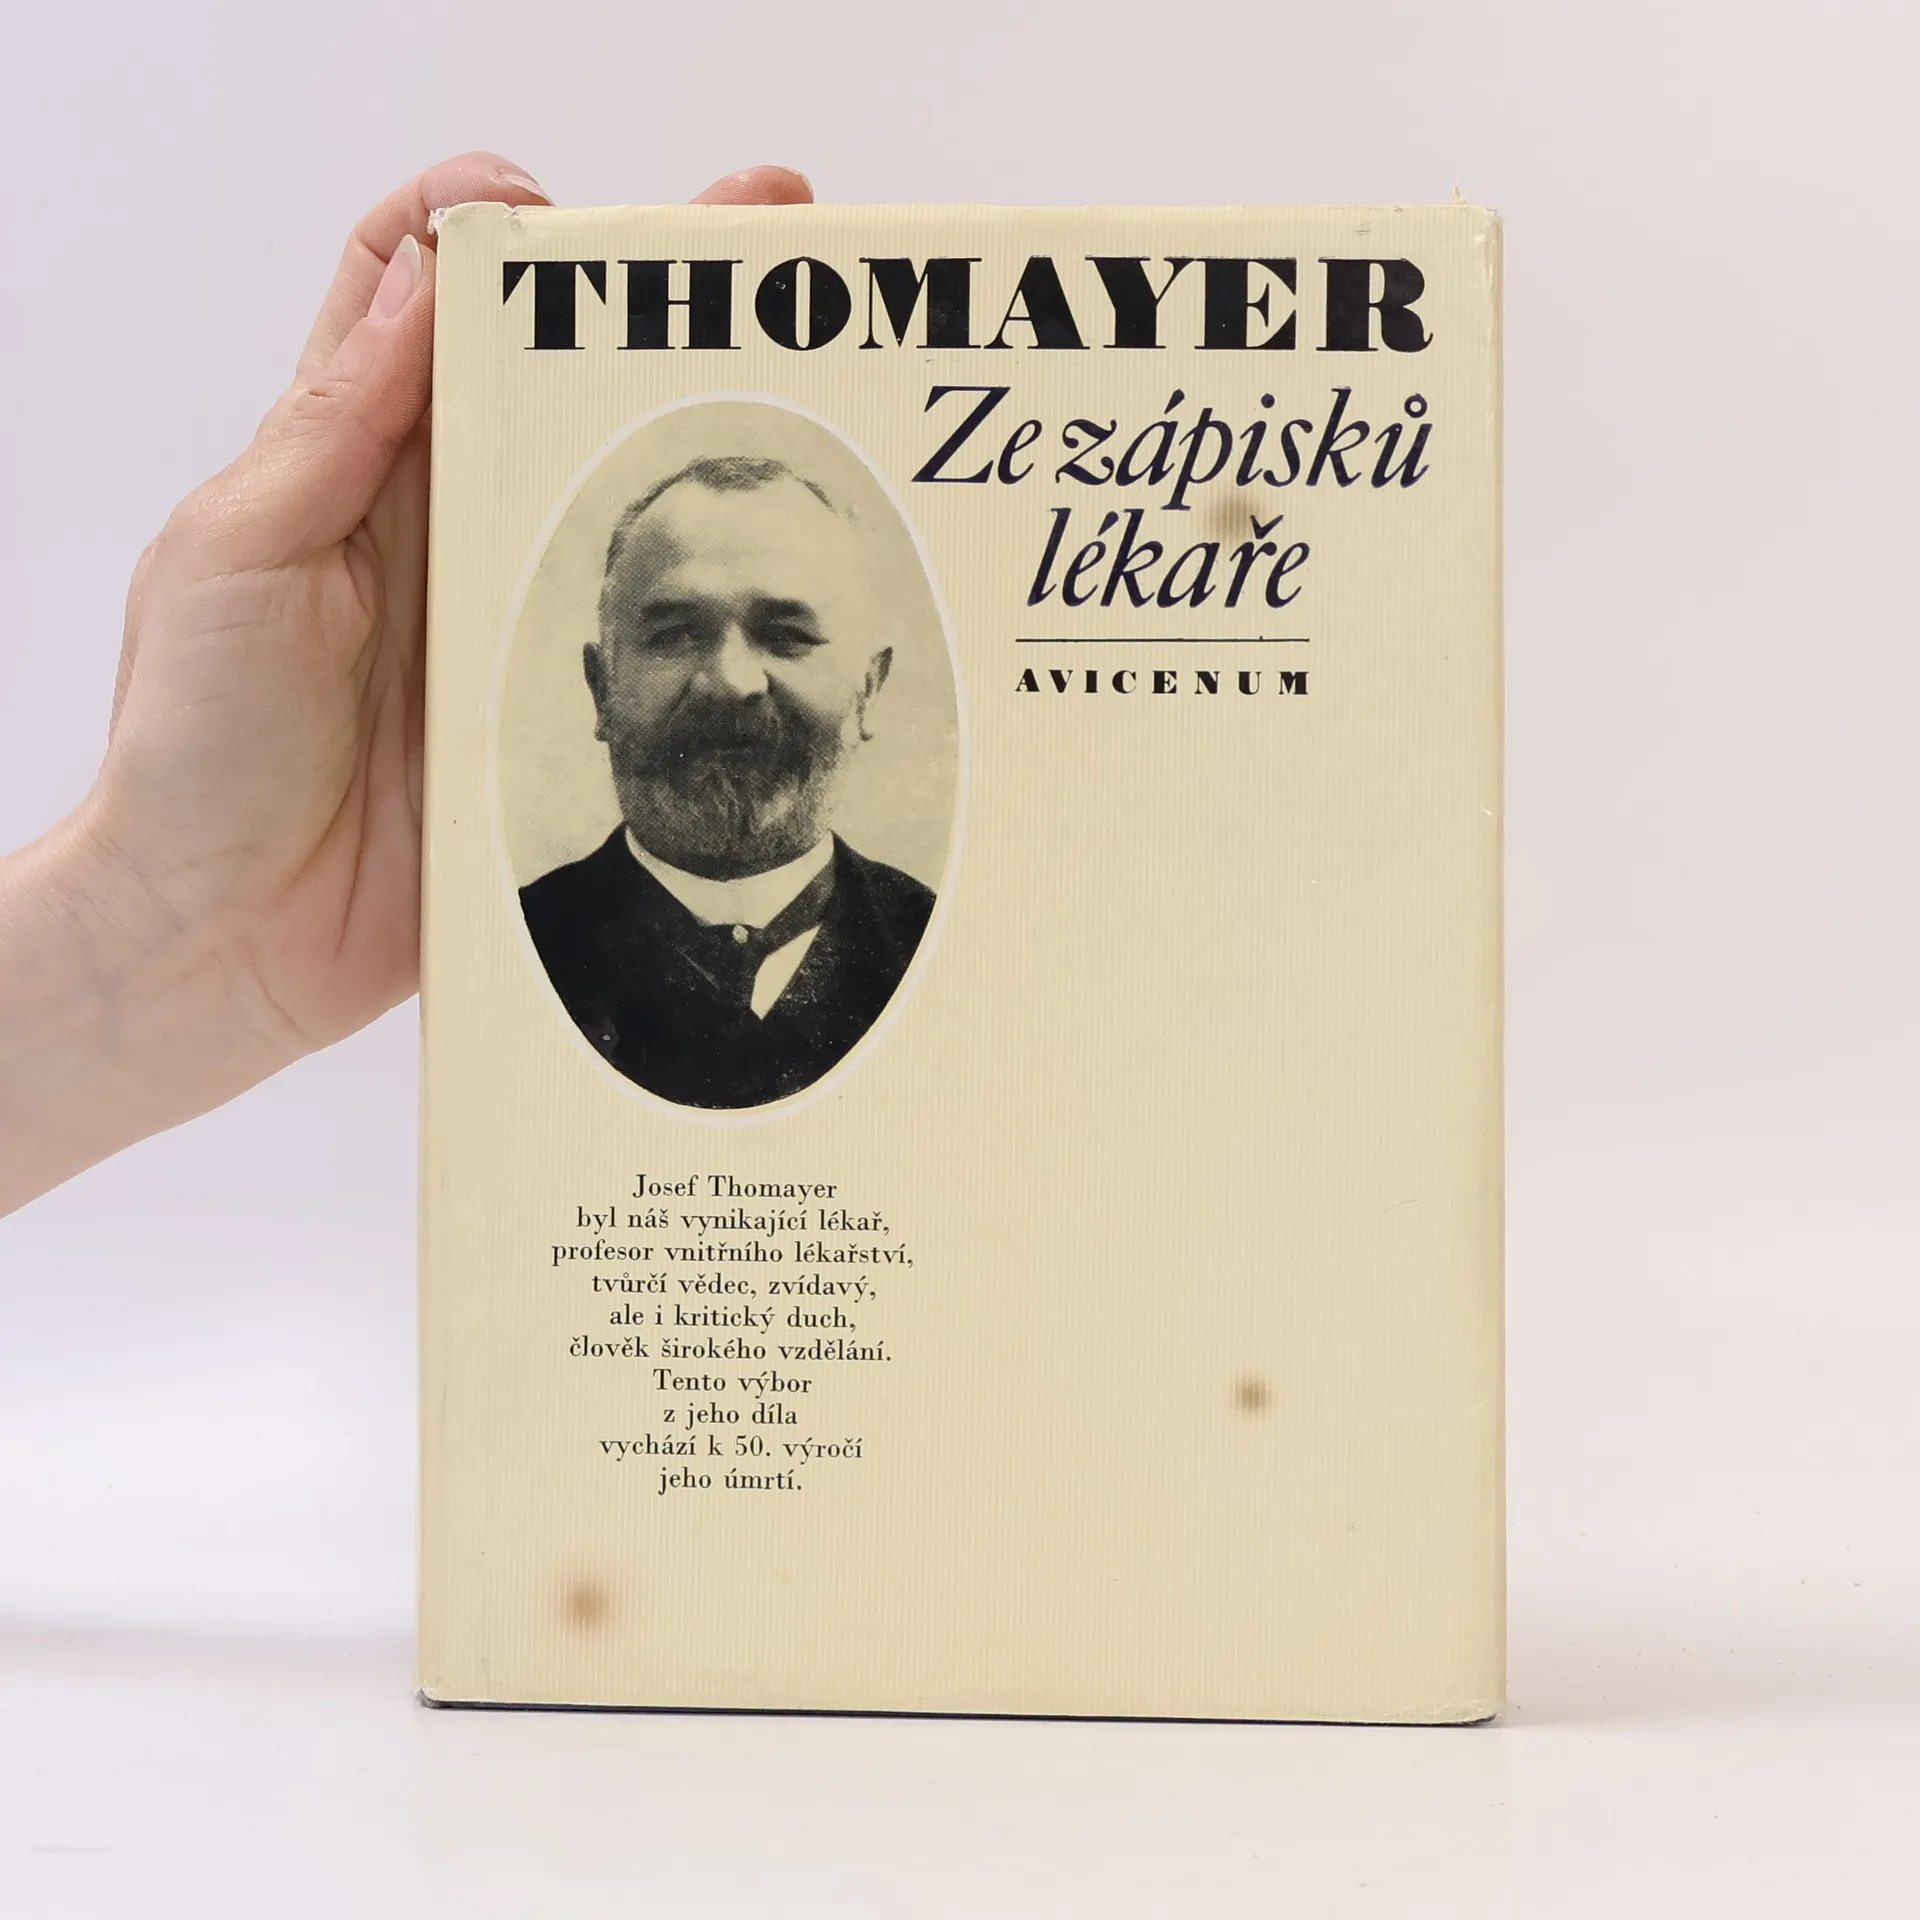 THOMAYER
Ze zápisků
lékaře
AVICENUM
Josef Thomayer
byl náš vynikající lékař,
profesor vnitřního lékařství,
tvůrčí vědec, zvídavý,
ale i kritický duch,
člověk širokého vzdělání.
Tento výbor
z jeho díla
vychází k 50. výročí
jeho úmrtí.